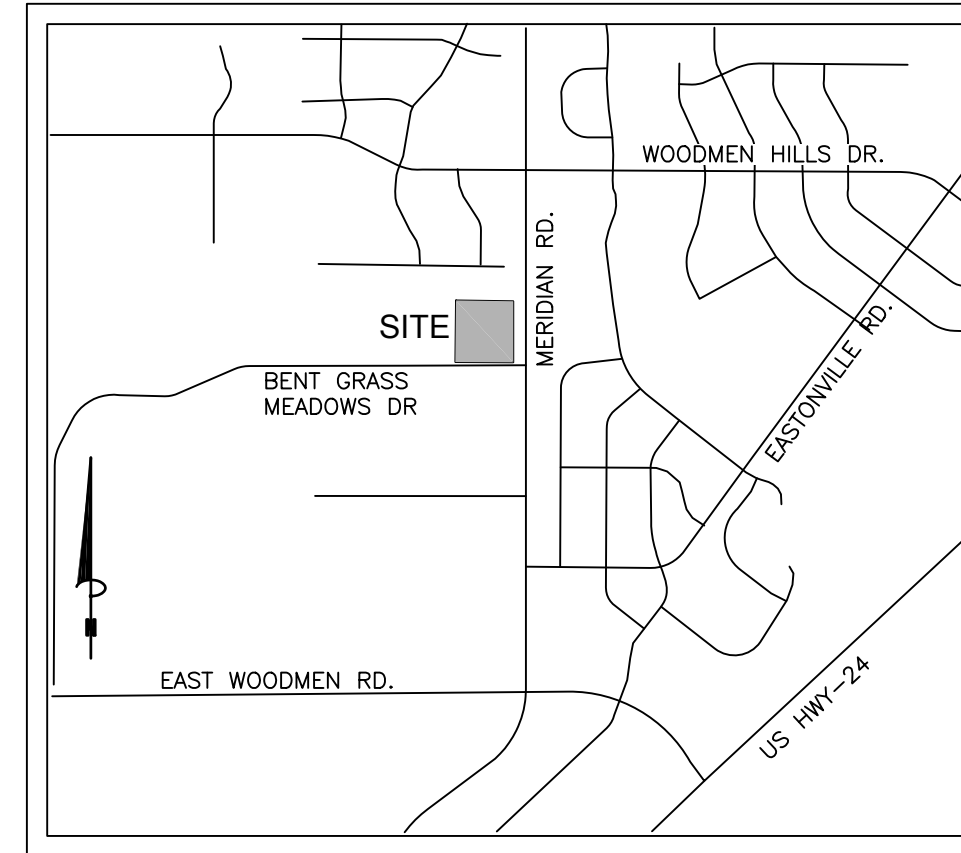 WOODMEN HILLS DR.
MERIDIAN RD.
SITE
EASTONVILLE RD.
BENT GRASS
MEADOWS DR
EAST WOODMEN RD.
US HWY-24